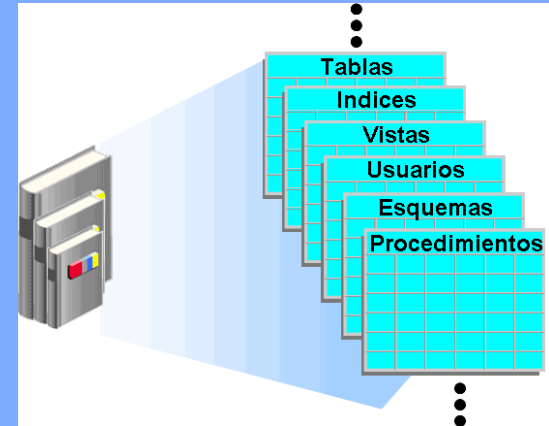 Tablas
Indices
Vistas
Usuarios
Esquemas
Procedimientos